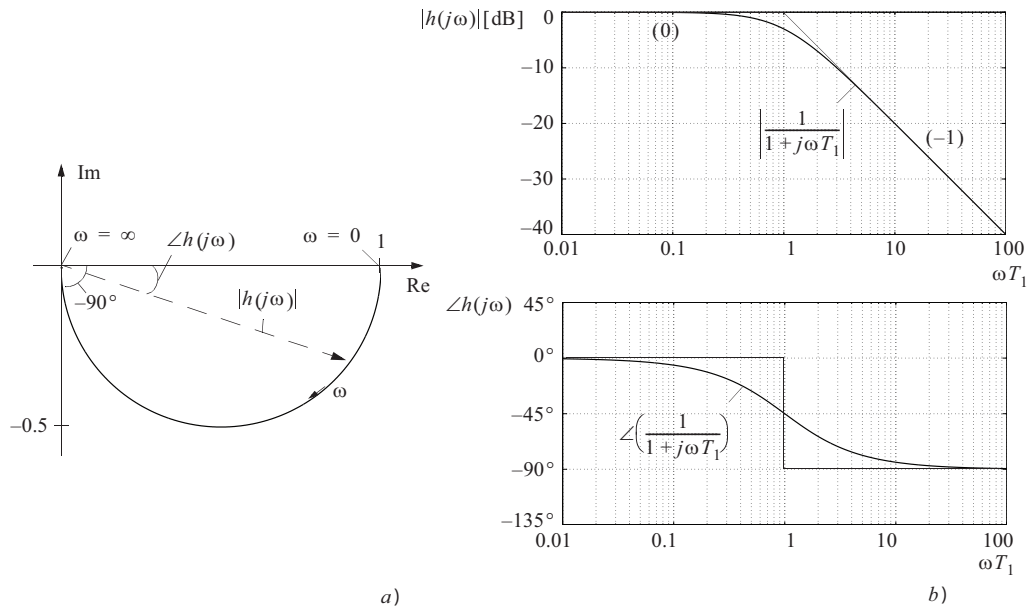 Im
ω = ∞
∠h(jω)
ω = 0
1
Re
–90°
|h(jω)|
ω
–0.5
a)
|h(jω)| [dB]
0
–10
–20
–30
–40
(0)
(–1)
|1 / (1 + jωT₁)|
0.01
0.1
1
10
100
ωT₁
∠h(jω)
45°
0°
–45°
–90°
–135°
∠(1 / (1 + jωT₁))
0.01
0.1
1
10
100
ωT₁
b)